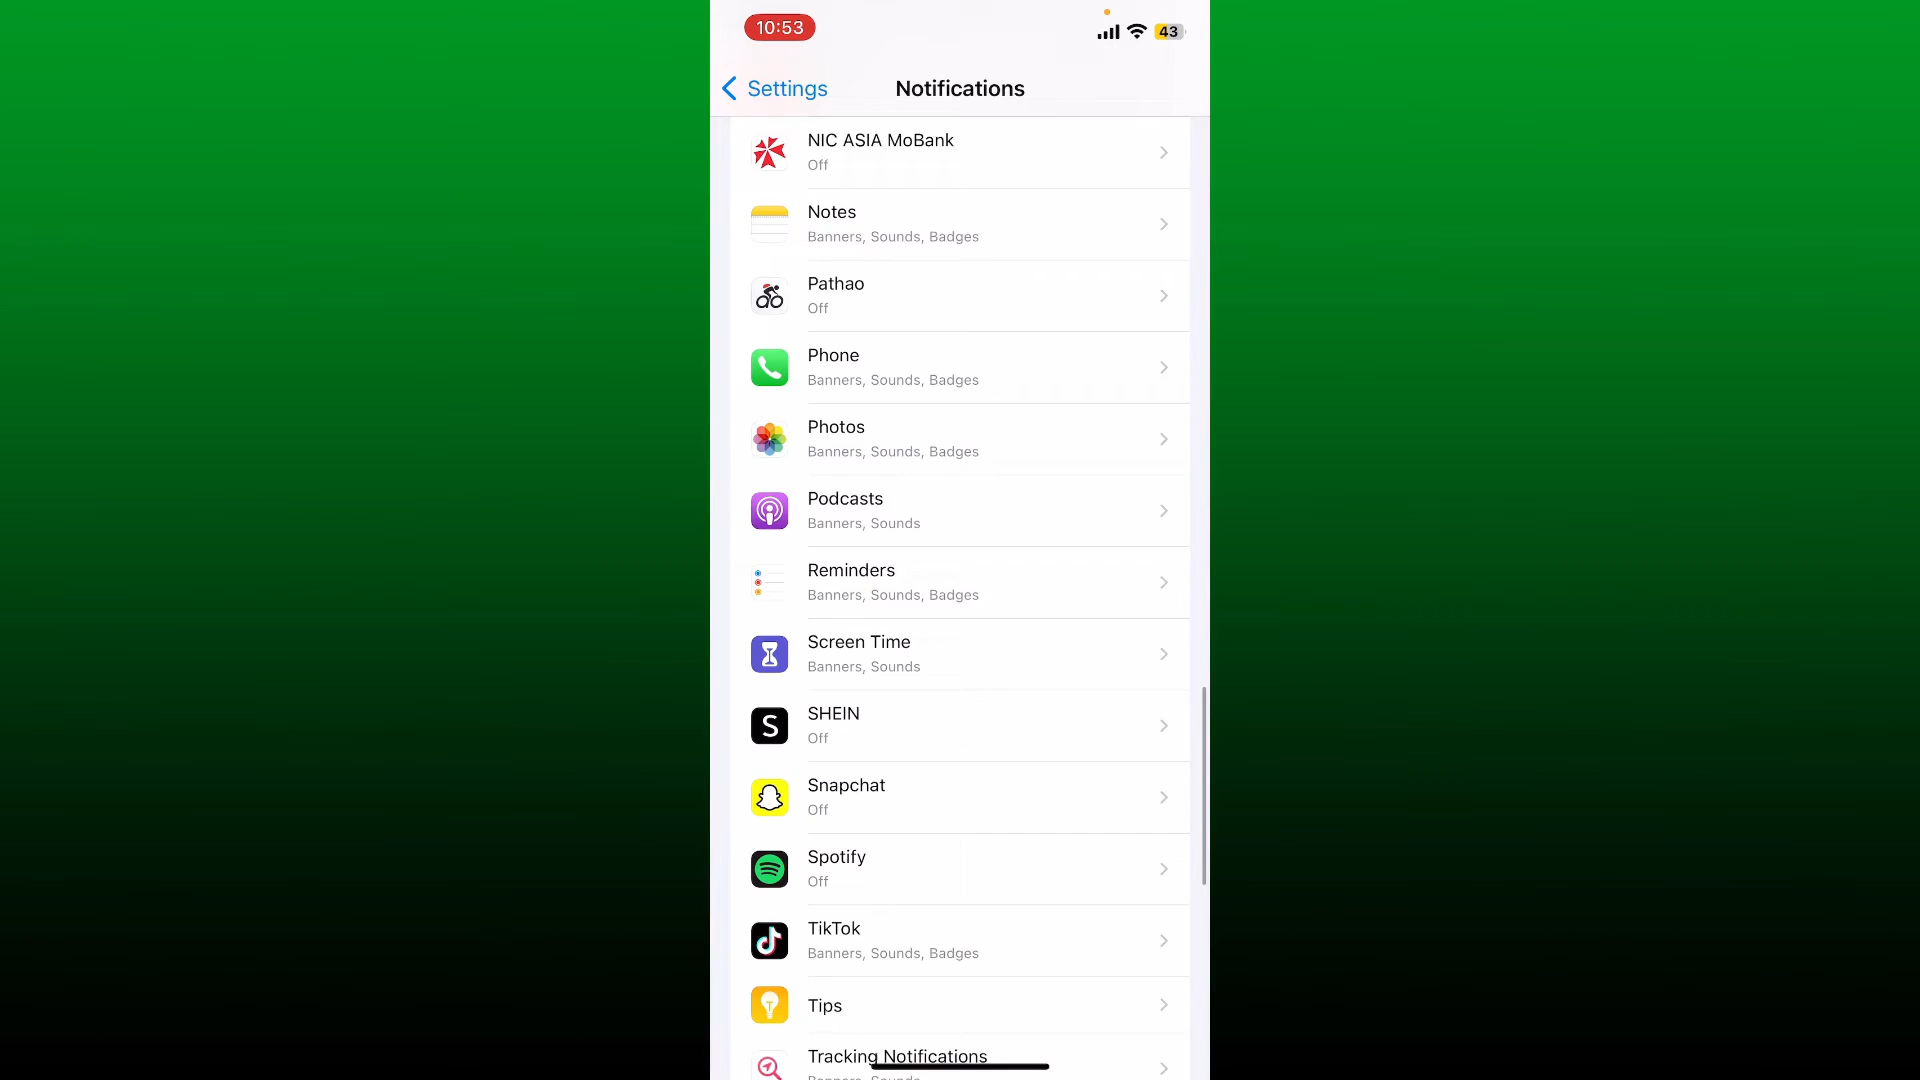 10:53
43
Settings
Notifications
NIC ASIA MoBank
Off
Notes
Banners, Sounds, Badges
Pathao
Off
Phone
Banners, Sounds, Badges
Photos
Banners, Sounds, Badges
Podcasts
Banners, Sounds
Reminders
Banners, Sounds, Badges
Screen Time
Banners, Sounds
S
SHEIN
Off
Snapchat
Off
Spotify
Off
TikTok
Banners, Sounds, Badges
Tips
Tracking Notifications
Banners, Sounds